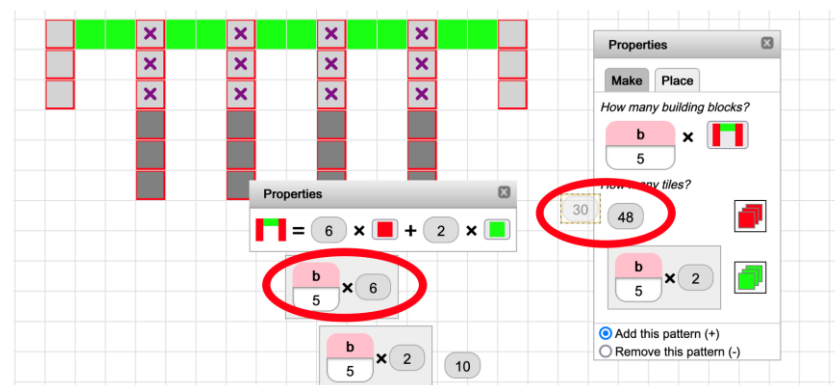 Properties
Make Place
How many building blocks?
b
5 ×
How many tiles?
30 48
b
5 × 2
Add this pattern (+)
Remove this pattern (-)
Properties
= 6 × + 2 ×
b
5 × 6
b
5 × 2 10